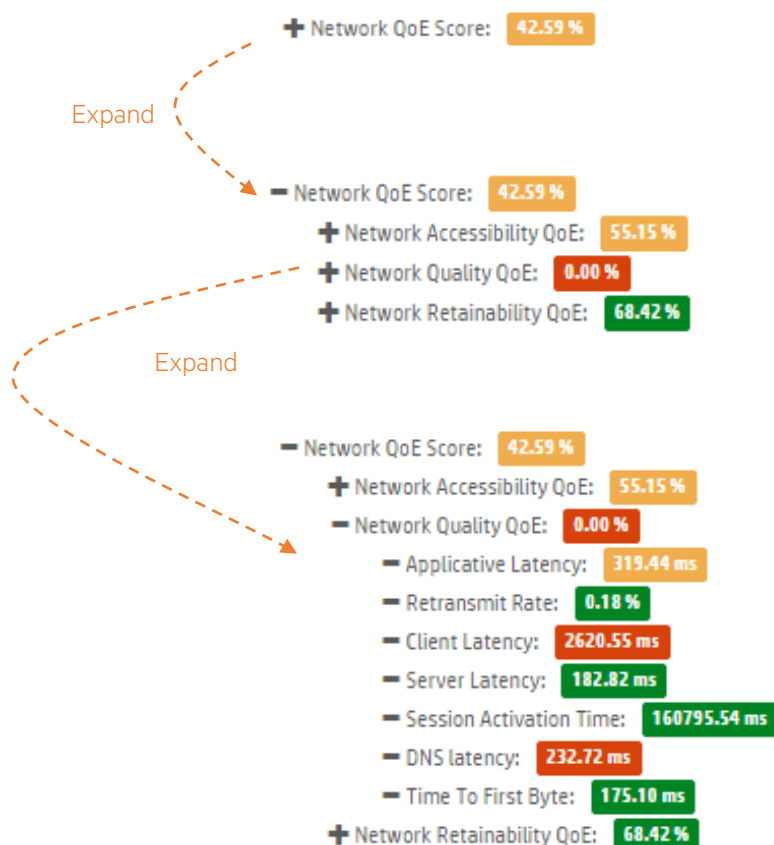 Network QoE Score: 42.59 %
Expand
Network QoE Score: 42.59 %
Network Accessibility QoE: 55.15 %
Network Quality QoE: 0.00 %
Network Retainability QoE: 68.42 %
Expand
Network QoE Score: 42.59 %
Network Accessibility QoE: 55.15 %
Network Quality QoE: 0.00 %
Applicative Latency: 319.44 ms
Retransmit Rate: 0.18 %
Client Latency: 2620.55 ms
Server Latency: 182.82 ms
Session Activation Time: 160795.54 ms
DNS latency: 232.72 ms
Time To First Byte: 175.10 ms
Network Retainability QoE: 68.42 %